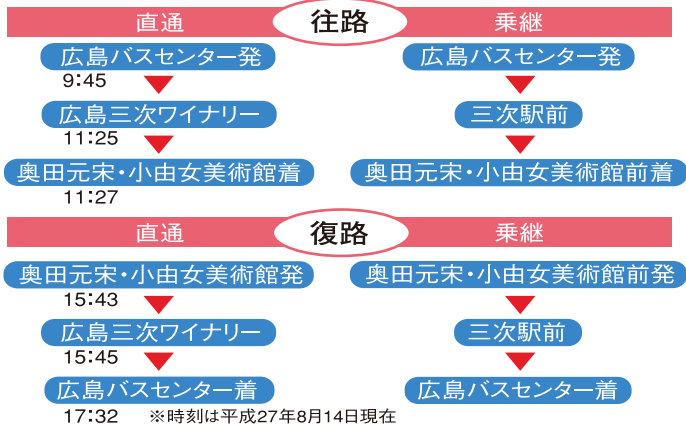 直通 往路 乗継
広島バスセンター発 広島バスセンター発
9:45
広島三次ワイナリー 三次駅前
11:25
奥田元宋・小由女美術館着 奥田元宋・小由女美術館前着
11:27
直通 復路 乗継
奥田元宋・小由女美術館発 奥田元宋・小由女美術館前発
15:43
広島三次ワイナリー 三次駅前
15:45
広島バスセンター着 広島バスセンター着
17:32 ※時刻は平成27年8月14日現在